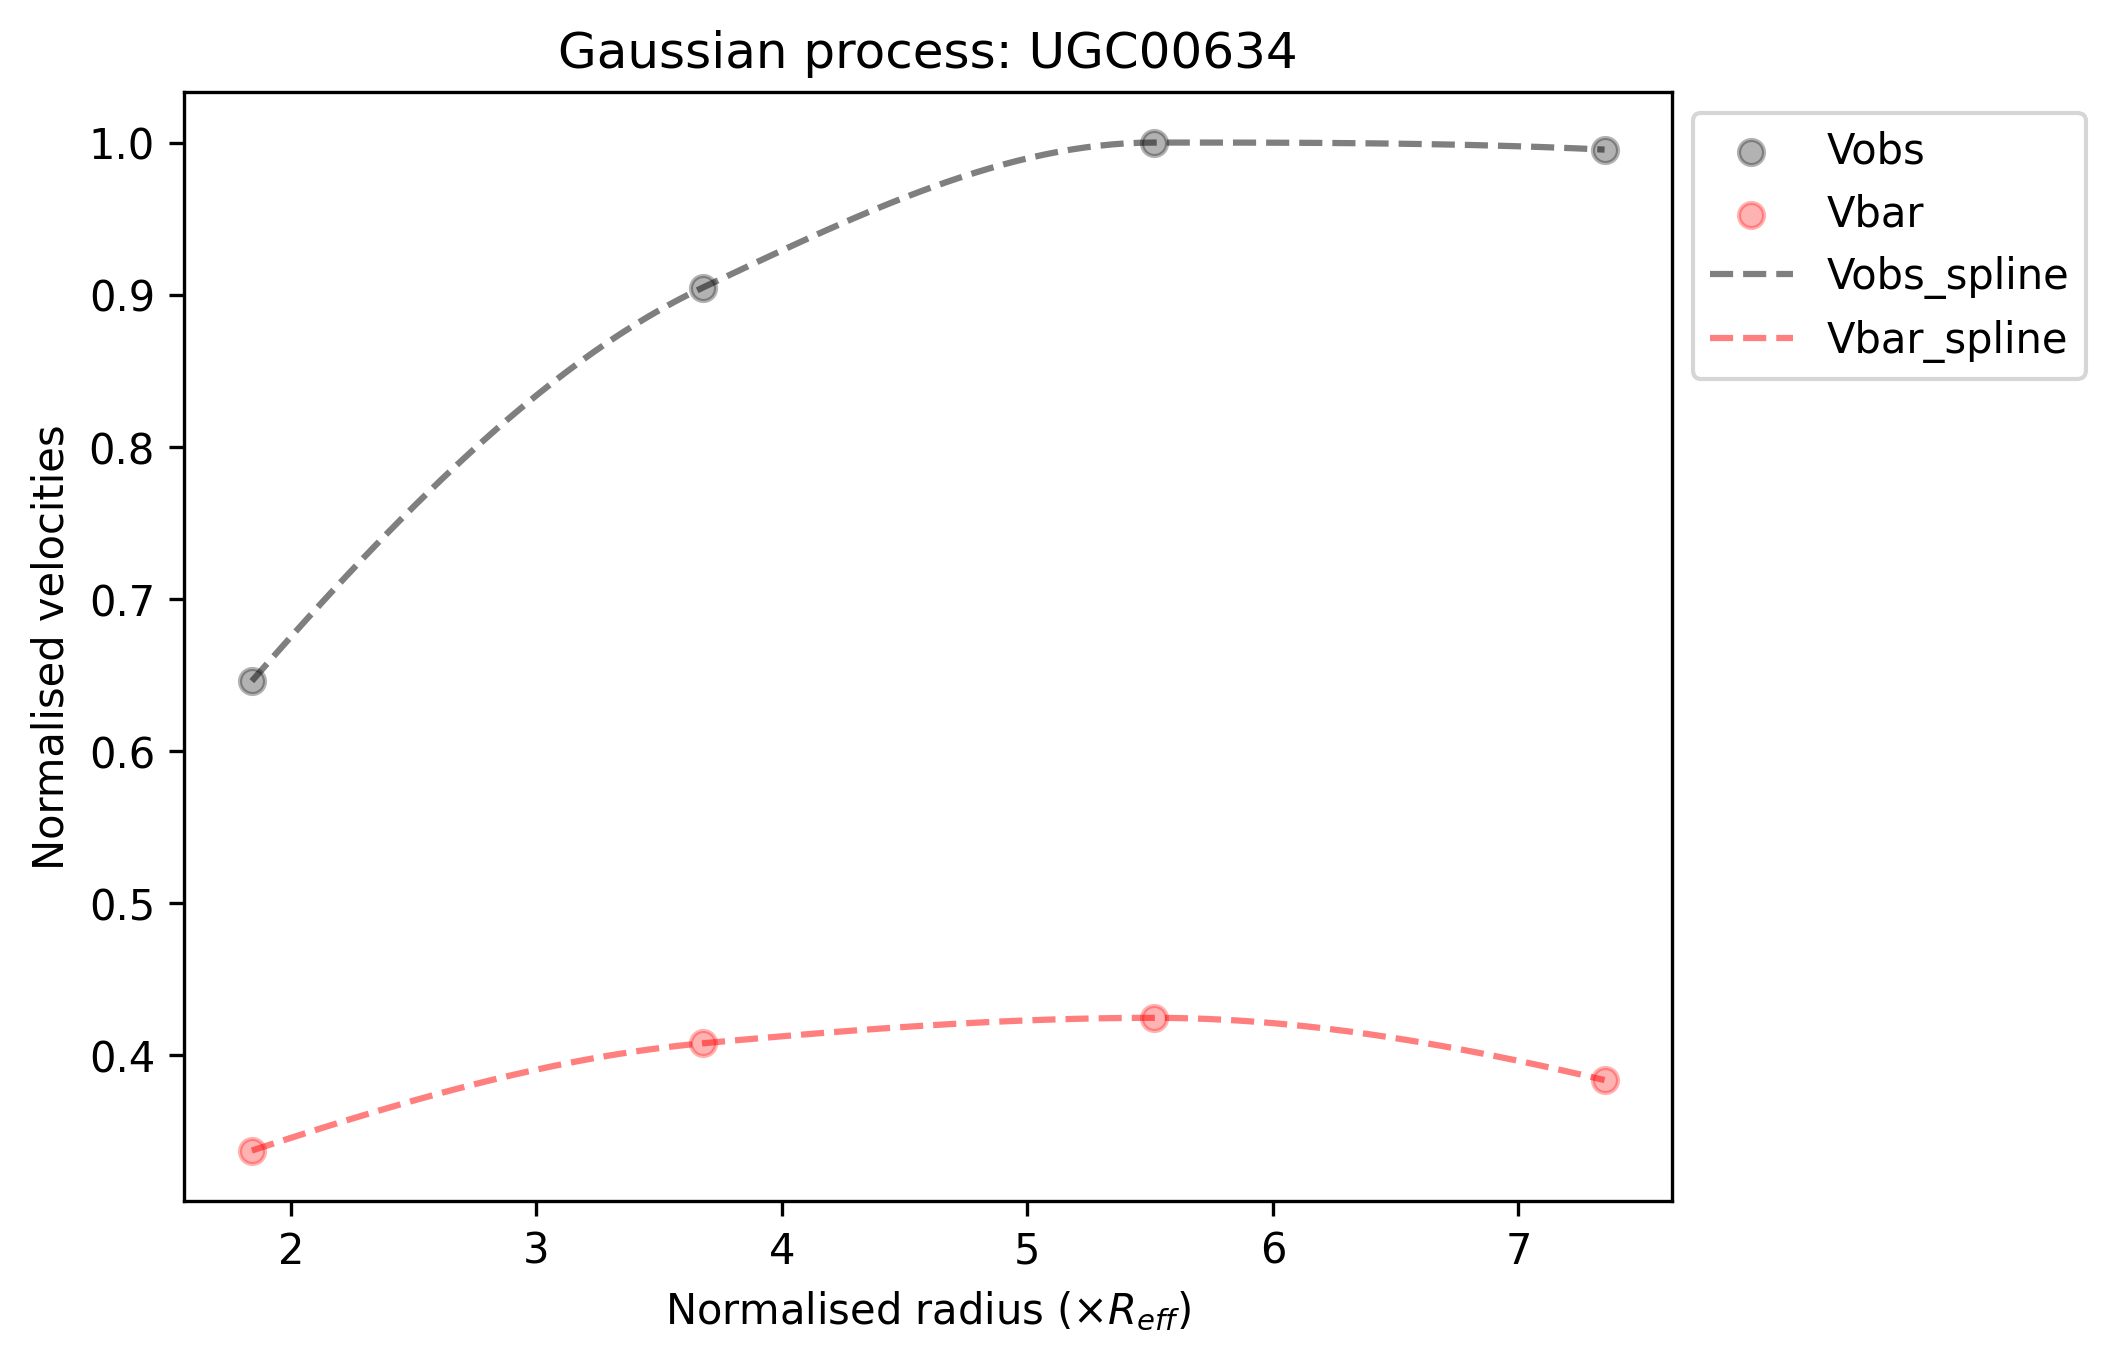 Gaussian process: UGC00634
1.0
0.9
0.8
0.7
0.6
0.5
0.4
Normalised velocities
2 3 4 5 6 7
Normalised radius (×R_eff)
Vobs
Vbar
Vobs_spline
Vbar_spline